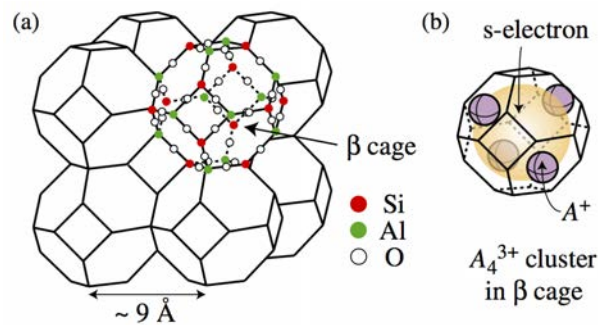 (a)
β cage
Si
Al
O
~ 9 Å
(b)
s-electron
A⁺
A₄³⁺ cluster
in β cage